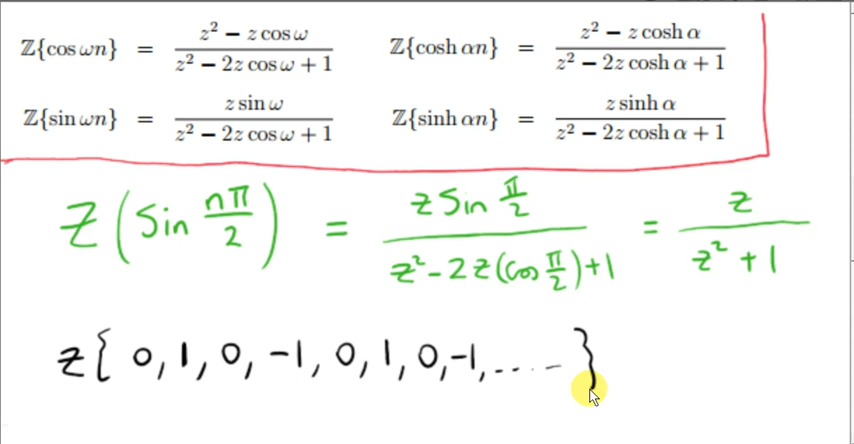 ℤ{cos ωn} = (z² − z cos ω)/(z² − 2z cos ω + 1)    ℤ{cosh αn} = (z² − z cosh α)/(z² − 2z cosh α + 1)
ℤ{sin ωn} = (z sin ω)/(z² − 2z cos ω + 1)    ℤ{sinh αn} = (z sinh α)/(z² − 2z cosh α + 1)
Z(Sin nπ/2) = (z Sin π/2)/(z² − 2z(Cos π/2) + 1) = z/(z² + 1)
z{ 0, 1, 0, -1, 0, 1, 0, -1, ..... }